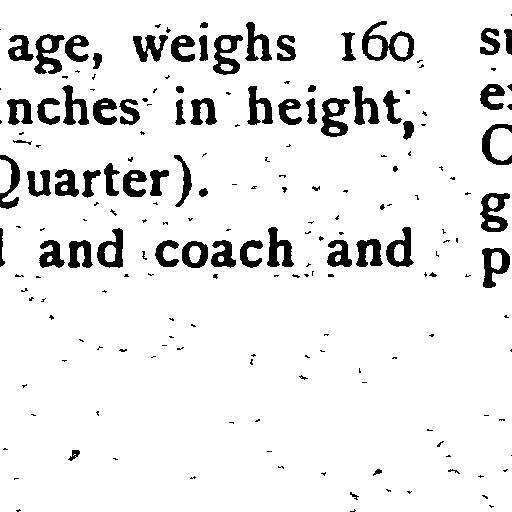 age, weighs 160
inches in height,
Quarter).
and coach and